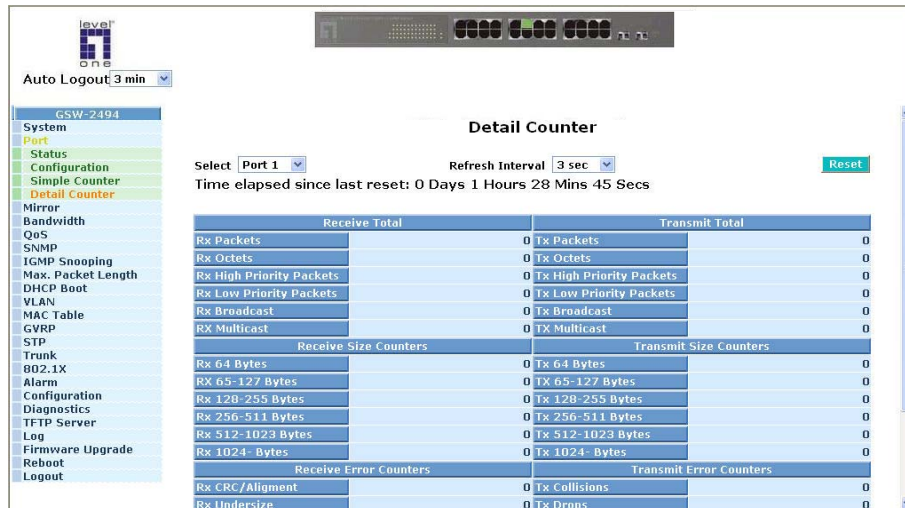 level
one
Auto Logout 3 min
GSW-2494
System
Port
Status
Configuration
Simple Counter
Detail Counter
Mirror
Bandwidth
QoS
SNMP
IGMP Snooping
Max. Packet Length
DHCP Boot
VLAN
MAC Table
GVRP
STP
Trunk
802.1X
Alarm
Configuration
Diagnostics
TFTP Server
Log
Firmware Upgrade
Reboot
Logout
Detail Counter
Select Port 1 Refresh Interval 3 sec Reset
Time elapsed since last reset: 0 Days 1 Hours 28 Mins 45 Secs
Receive Total Transmit Total
Rx Packets 0 Tx Packets 0
Rx Octets 0 Tx Octets 0
Rx High Priority Packets 0 Tx High Priority Packets 0
Rx Low Priority Packets 0 Tx Low Priority Packets 0
Rx Broadcast 0 Tx Broadcast 0
RX Multicast 0 TX Multicast 0
Receive Size Counters Transmit Size Counters
Rx 64 Bytes 0 Tx 64 Bytes 0
RX 65-127 Bytes 0 TX 65-127 Bytes 0
Rx 128-255 Bytes 0 Tx 128-255 Bytes 0
Rx 256-511 Bytes 0 Tx 256-511 Bytes 0
Rx 512-1023 Bytes 0 Tx 512-1023 Bytes 0
Rx 1024- Bytes 0 Tx 1024- Bytes 0
Receive Error Counters Transmit Error Counters
Rx CRC/Aligment 0 Tx Collisions 0
Rx Undersize 0 Tx Drops 0